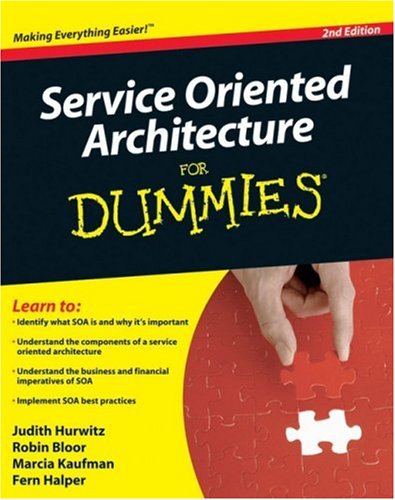 Making Everything Easier!™
2nd Edition
Service Oriented
Architecture
FOR
DUMMIES®
Learn to:
• Identify what SOA is and why it's important
• Understand the components of a service
oriented architecture
• Understand the business and financial
imperatives of SOA
• Implement SOA best practices
Judith Hurwitz
Robin Bloor
Marcia Kaufman
Fern Halper